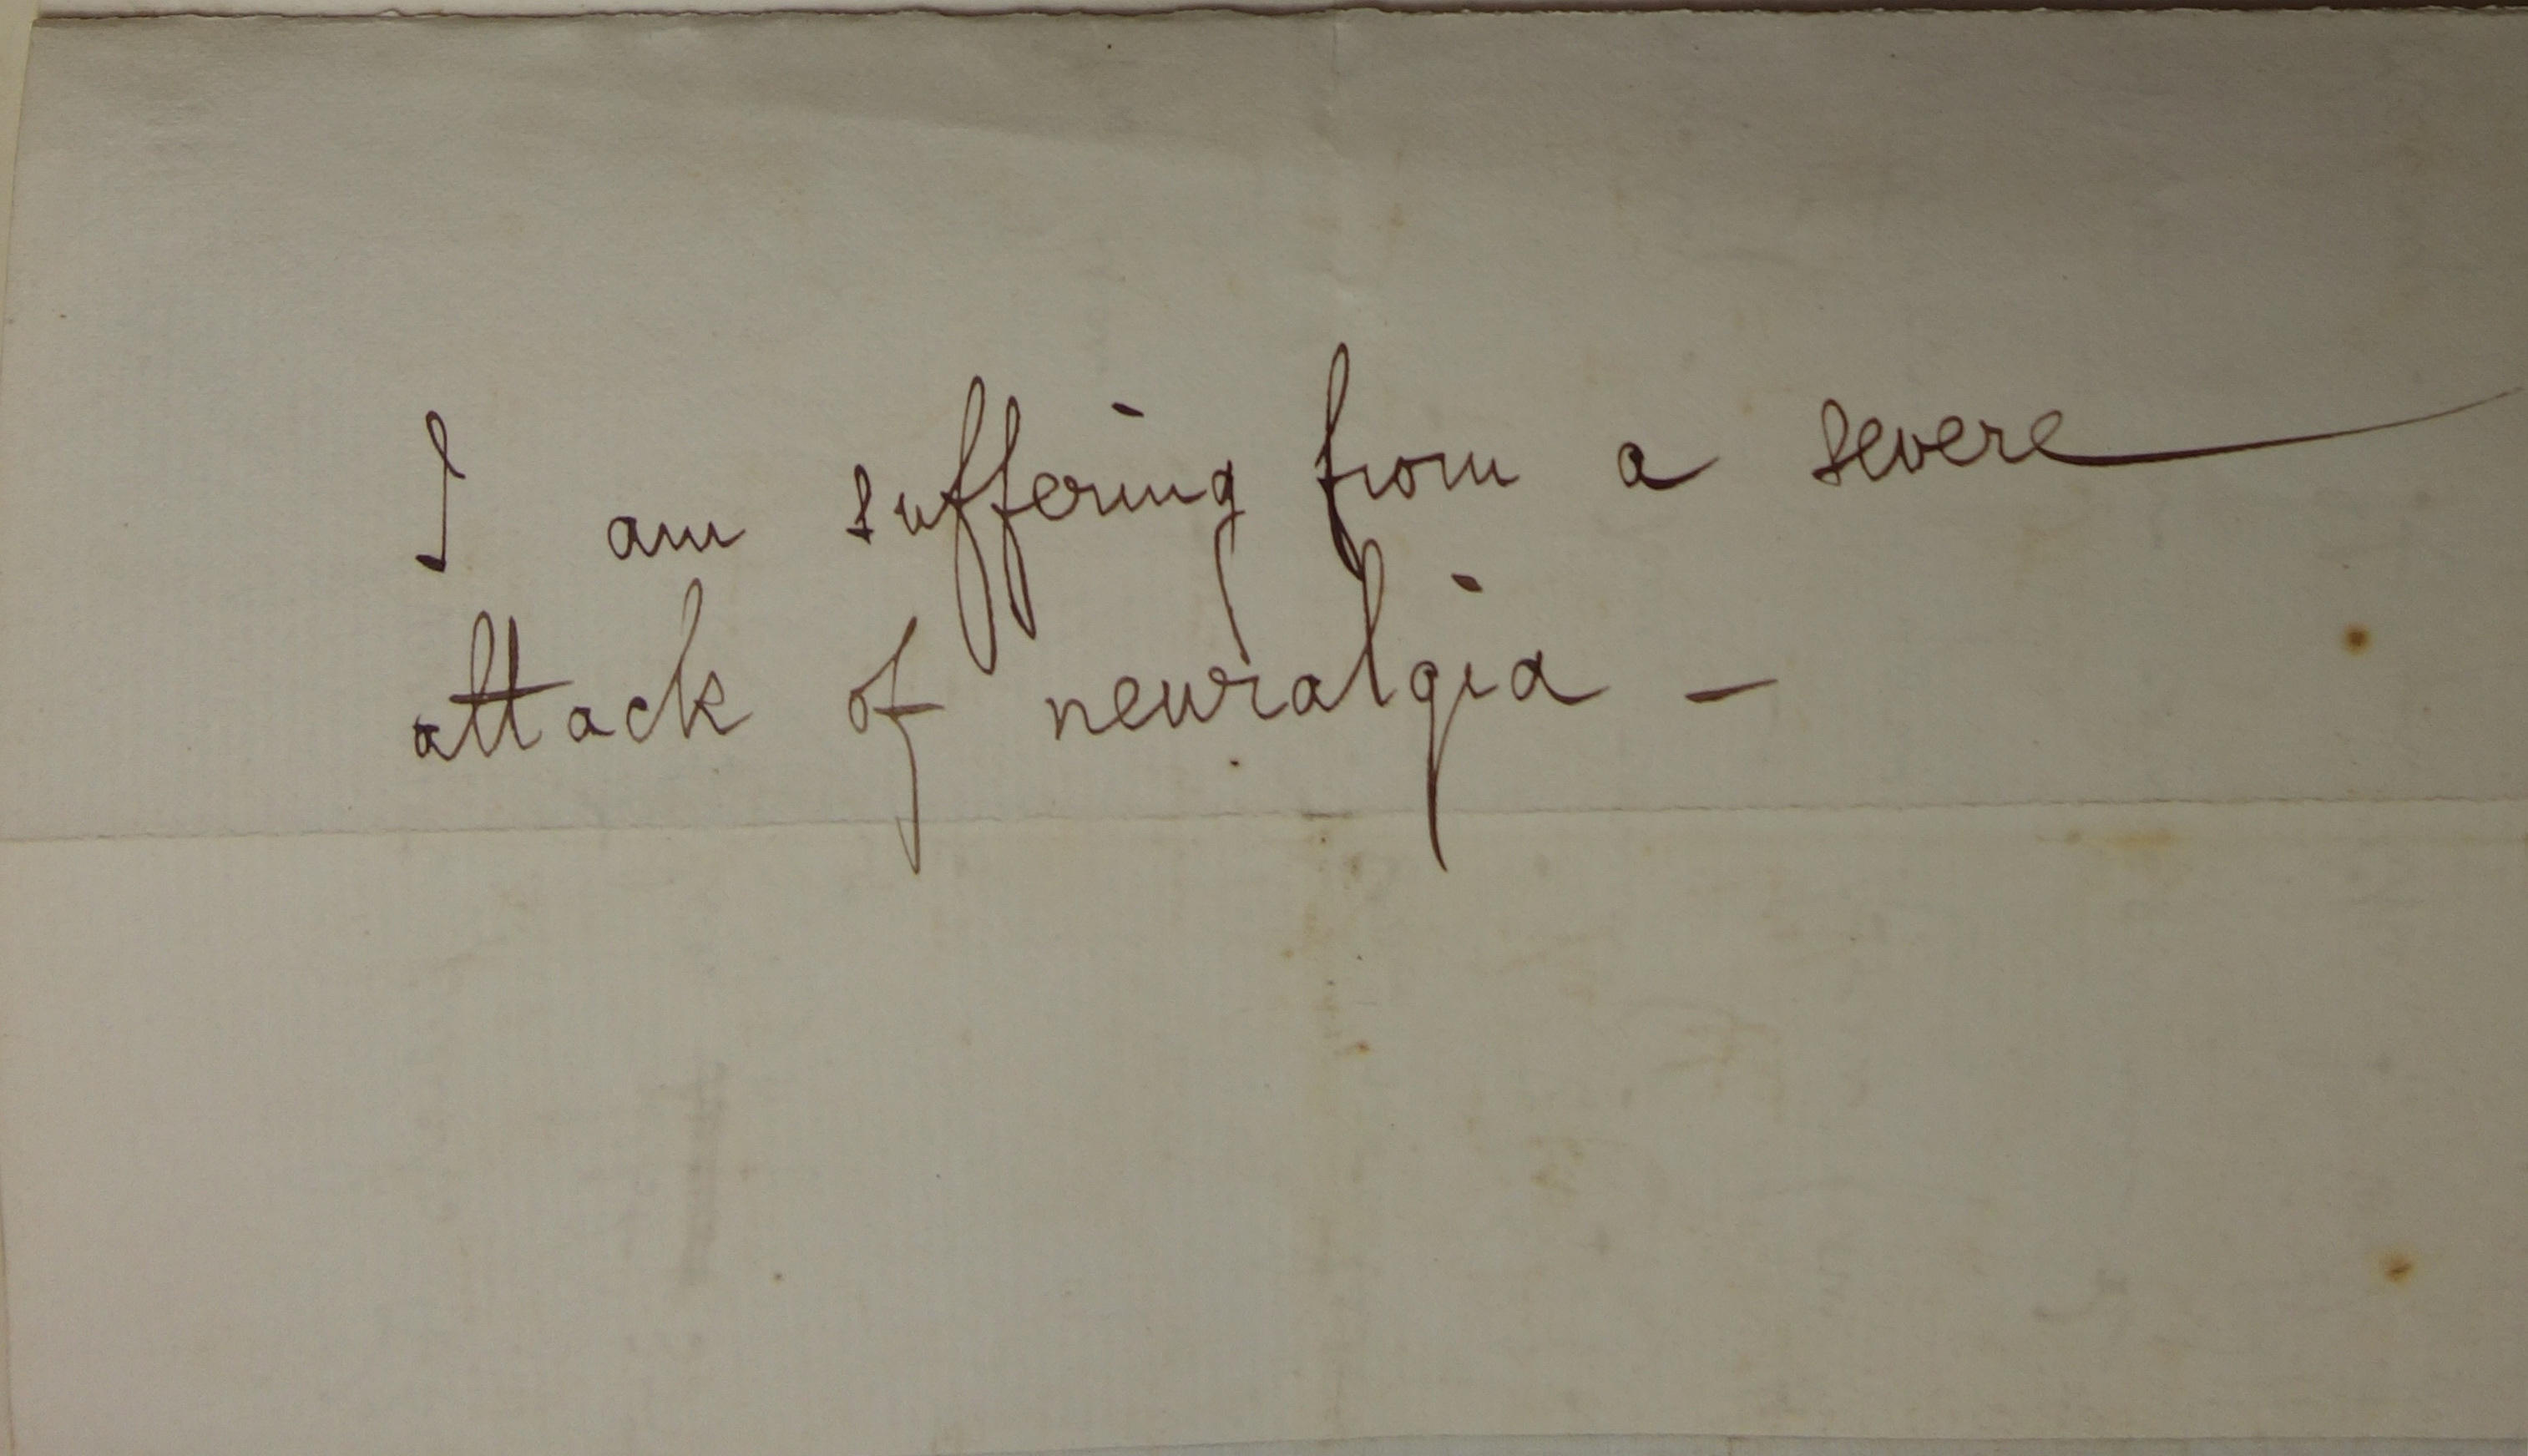 I am suffering from a severe
attack of neuralgia —